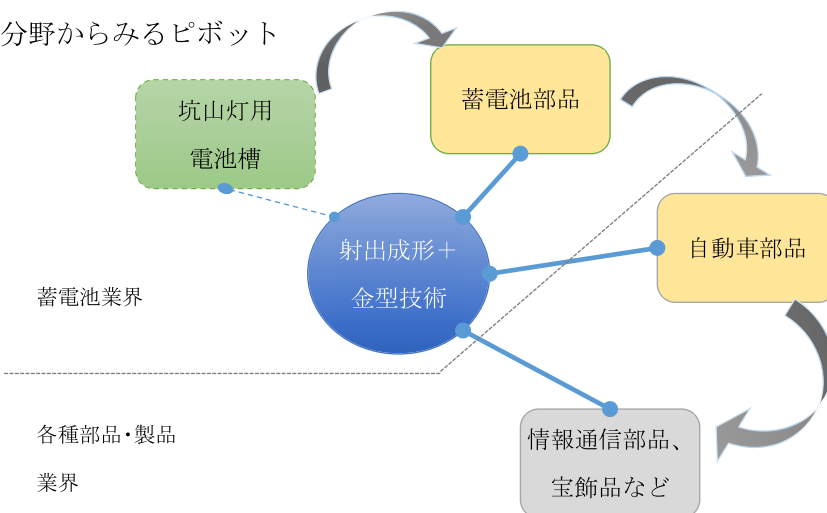 分野からみるピボット
蓄電池部品
坑山灯用
電池槽
自動車部品
射出成形＋
金型技術
蓄電池業界
各種部品・製品
業界
情報通信部品、
宝飾品など